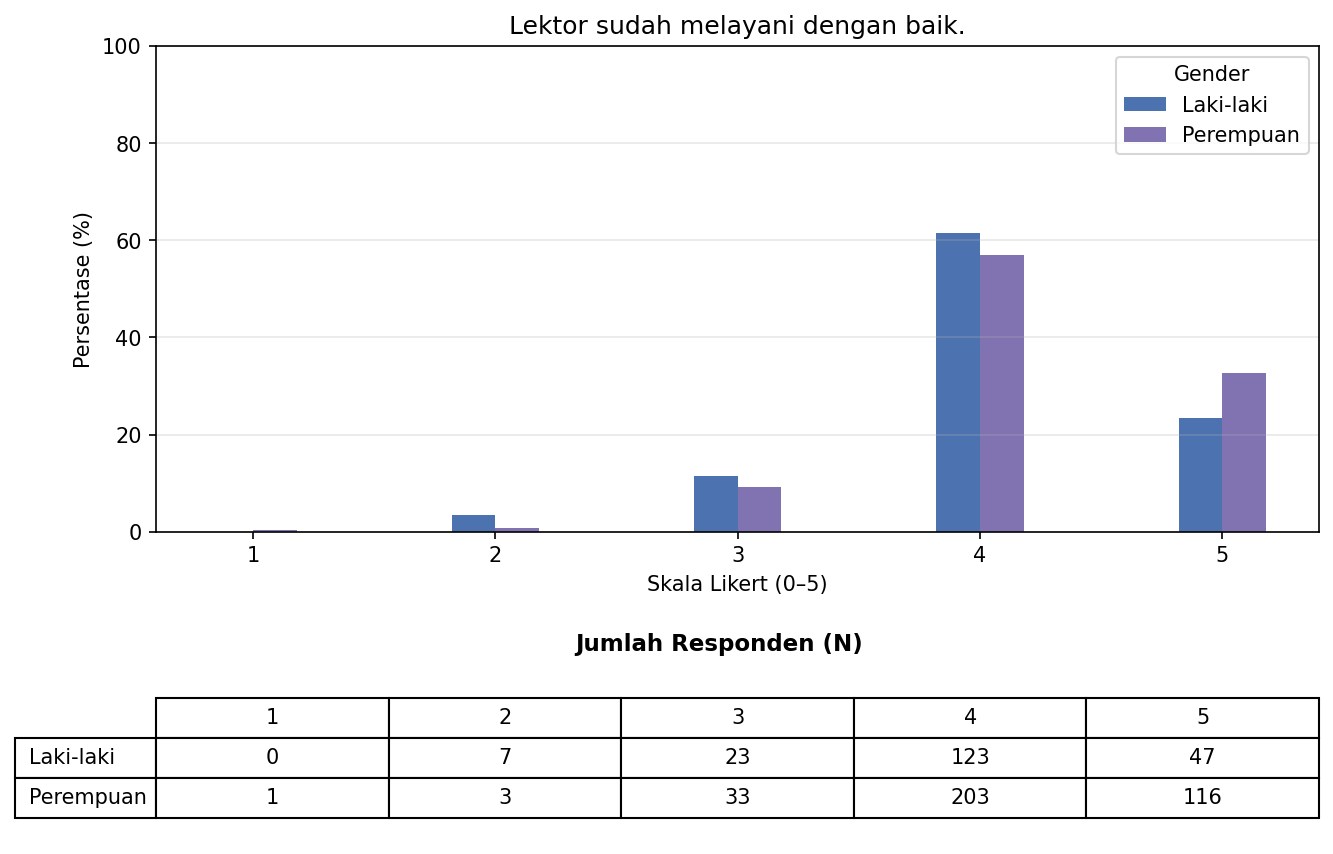 Lektor sudah melayani dengan baik.
100
80
60
40
20
0
Persentase (%)
Gender
Laki-laki
Perempuan
1 2 3 4 5
Skala Likert (0–5)
Jumlah Responden (N)
1 2 3 4 5
Laki-laki 0 7 23 123 47
Perempuan 1 3 33 203 116